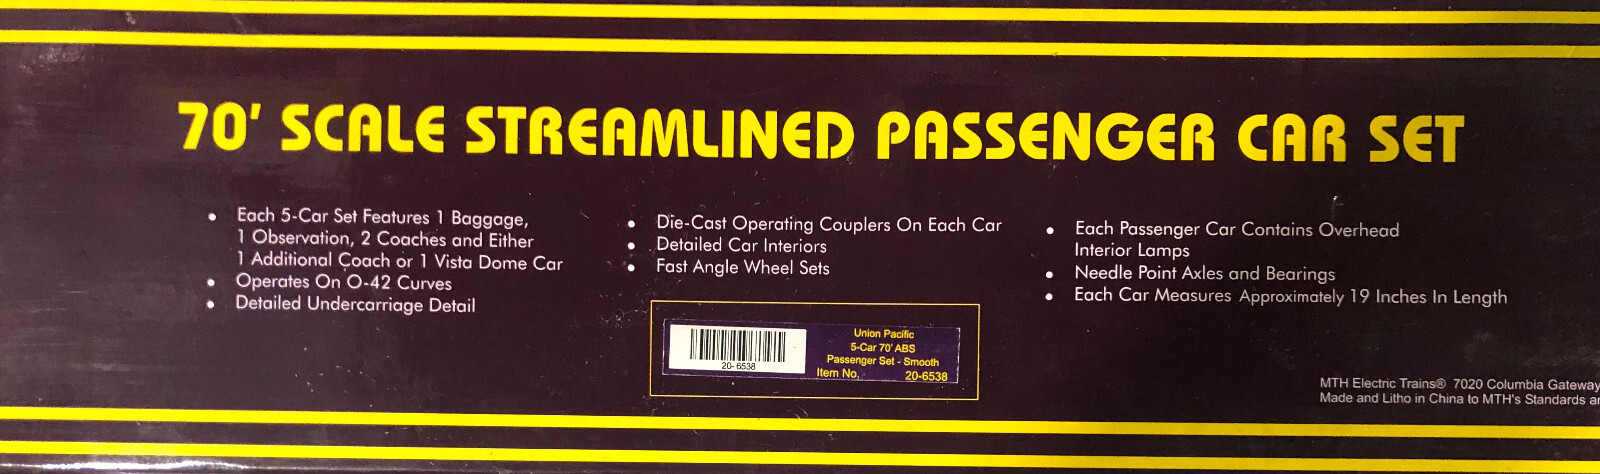 70' SCALE STREAMLINED PASSENGER CAR SET
• Each 5-Car Set Features 1 Baggage,
1 Observation, 2 Coaches and Either
1 Additional Coach or 1 Vista Dome Car
• Operates On O-42 Curves
• Detailed Undercarriage Detail
• Die-Cast Operating Couplers On Each Car
• Detailed Car Interiors
• Fast Angle Wheel Sets
• Each Passenger Car Contains Overhead
Interior Lamps
• Needle Point Axles and Bearings
• Each Car Measures Approximately 19 Inches In Length
20- 6538
Union Pacific
5-Car 70' ABS
Passenger Set - Smooth
Item No. 20-6538
MTH Electric Trains® 7020 Columbia Gateway
Made and Litho in China to MTH's Standards